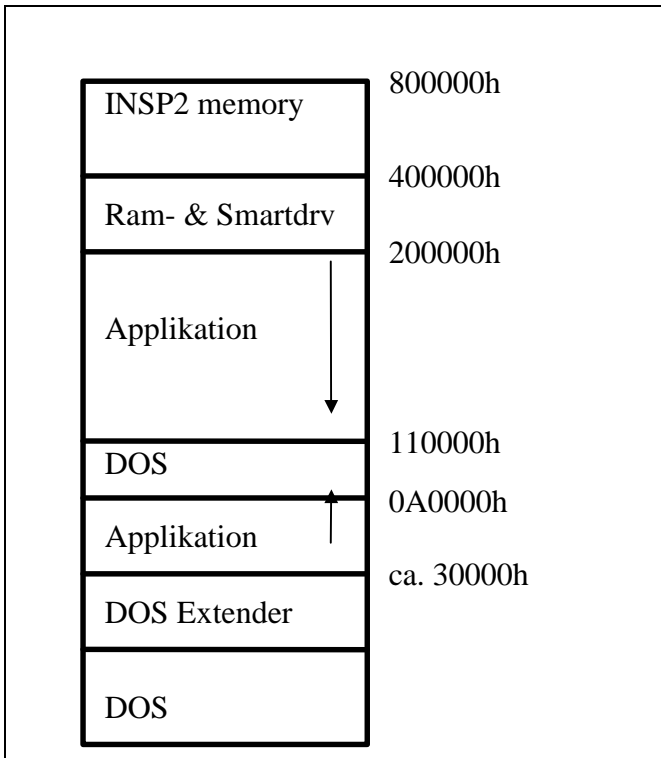 800000h
INSP2 memory
400000h
Ram- & Smartdrv
200000h
Applikation
110000h
DOS
0A0000h
Applikation
ca. 30000h
DOS Extender
DOS